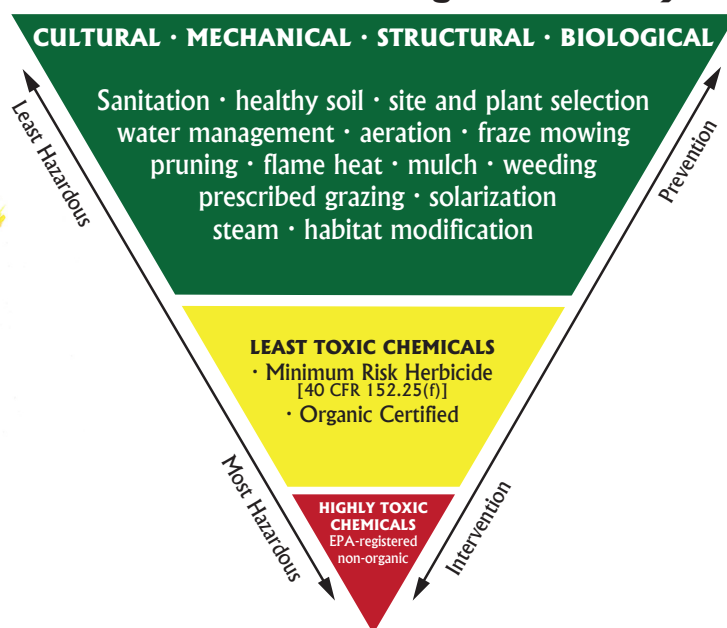 CULTURAL · MECHANICAL · STRUCTURAL · BIOLOGICAL
Sanitation · healthy soil · site and plant selection
water management · aeration · fraze mowing
pruning · flame heat · mulch · weeding
prescribed grazing · solarization
steam · habitat modification
Least Hazardous
Prevention
LEAST TOXIC CHEMICALS
· Minimum Risk Herbicide
[40 CFR 152.25(f)]
· Organic Certified
Most Hazardous
Intervention
HIGHLY TOXIC
CHEMICALS
EPA-registered
non-organic